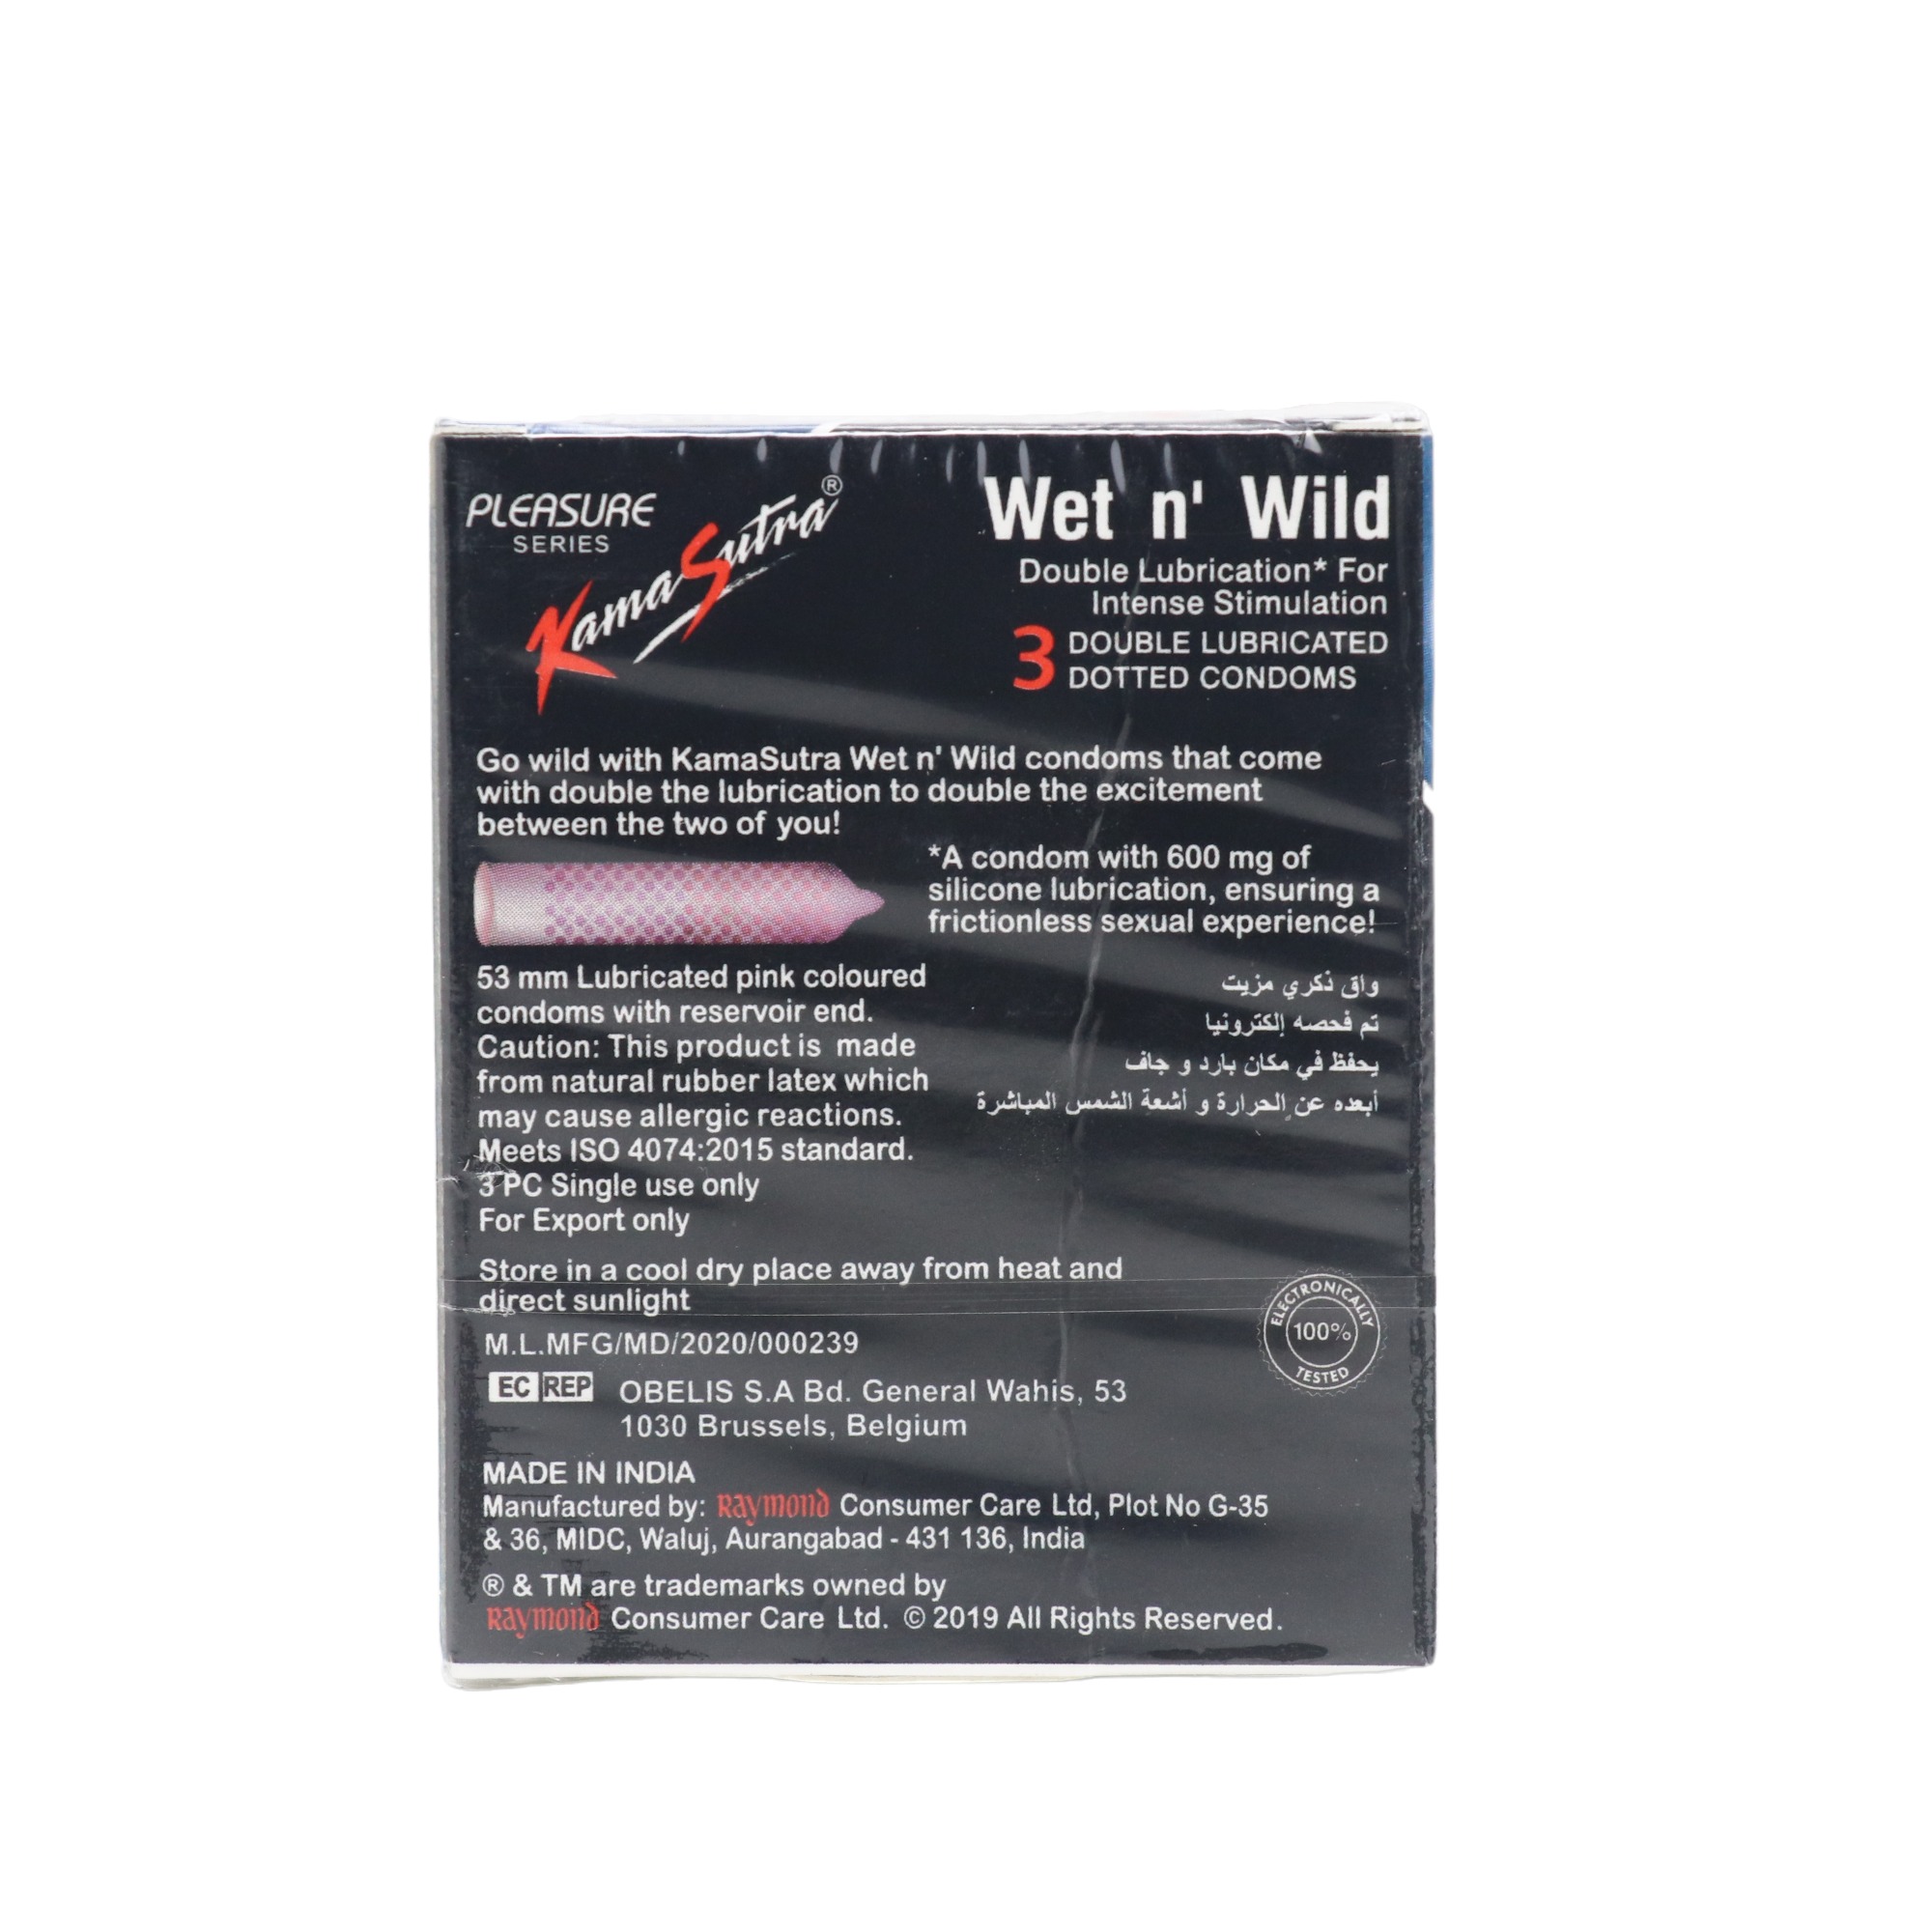 PLEASURE
SERIES
KamaSutra®
Wet n' Wild
Double Lubrication* For
Intense Stimulation
3 DOUBLE LUBRICATED
DOTTED CONDOMS
Go wild with KamaSutra Wet n' Wild condoms that come
with double the lubrication to double the excitement
between the two of you!
*A condom with 600 mg of
silicone lubrication, ensuring a
frictionless sexual experience!
53 mm Lubricated pink coloured
condoms with reservoir end.
Caution: This product is made
from natural rubber latex which
may cause allergic reactions.
Meets ISO 4074:2015 standard.
3 PC Single use only
For Export only
واق ذكري مزيت
تم فحصه إلكترونيا
يحفظ في مكان بارد و جاف
أبعده عن الحرارة و أشعة الشمس المباشرة
Store in a cool dry place away from heat and
direct sunlight
M.L.MFG/MD/2020/000239
ELECTRONICALLY
100%
TESTED
EC REP OBELIS S.A Bd. General Wahis, 53
1030 Brussels, Belgium
MADE IN INDIA
Manufactured by: Raymond Consumer Care Ltd, Plot No G-35
& 36, MIDC, Waluj, Aurangabad - 431 136, India
® & TM are trademarks owned by
Raymond Consumer Care Ltd. © 2019 All Rights Reserved.